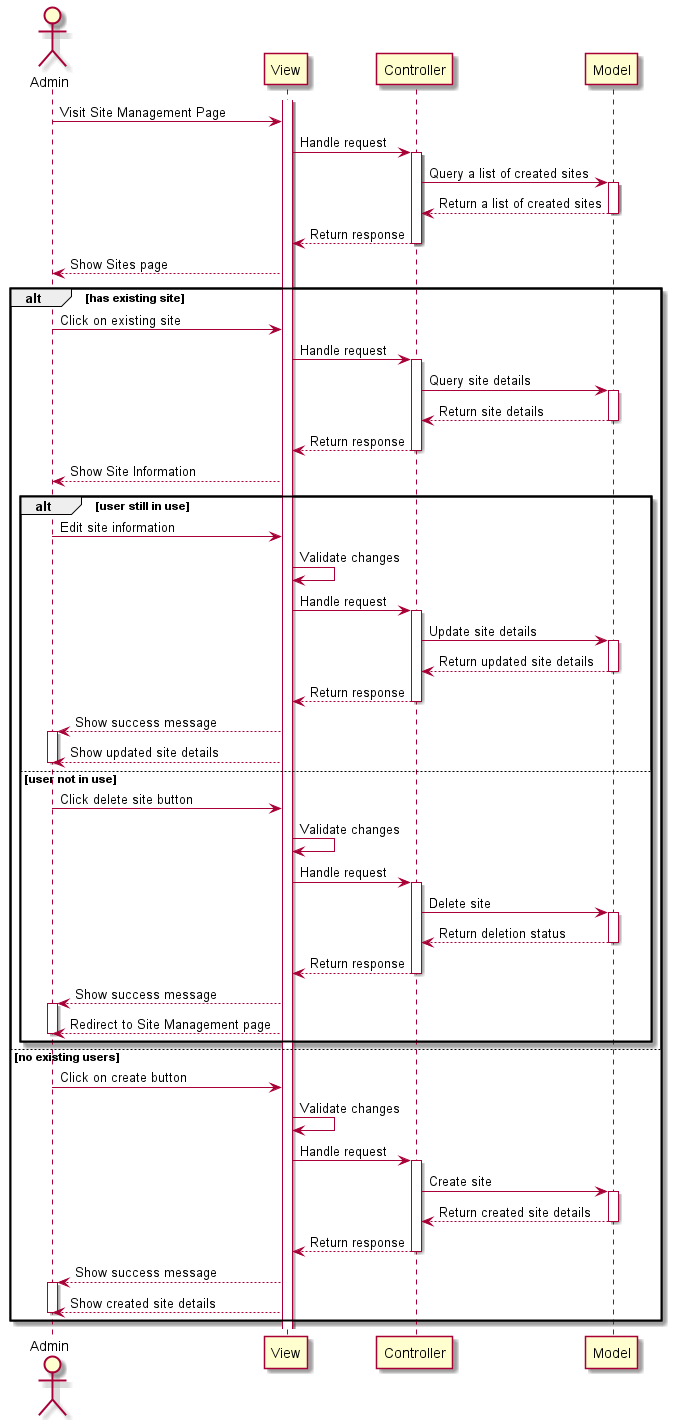 Admin
View
Controller
Model
Visit Site Management Page
Handle request
Query a list of created sites
Return a list of created sites
Return response
Show Sites page
alt [has existing site]
Click on existing site
Handle request
Query site details
Return site details
Return response
Show Site Information
alt [user still in use]
Edit site information
Validate changes
Handle request
Update site details
Return updated site details
Return response
Show success message
Show updated site details
[user not in use]
Click delete site button
Validate changes
Handle request
Delete site
Return deletion status
Return response
Show success message
Redirect to Site Management page
[no existing users]
Click on create button
Validate changes
Handle request
Create site
Return created site details
Return response
Show success message
Show created site details
Admin
View
Controller
Model